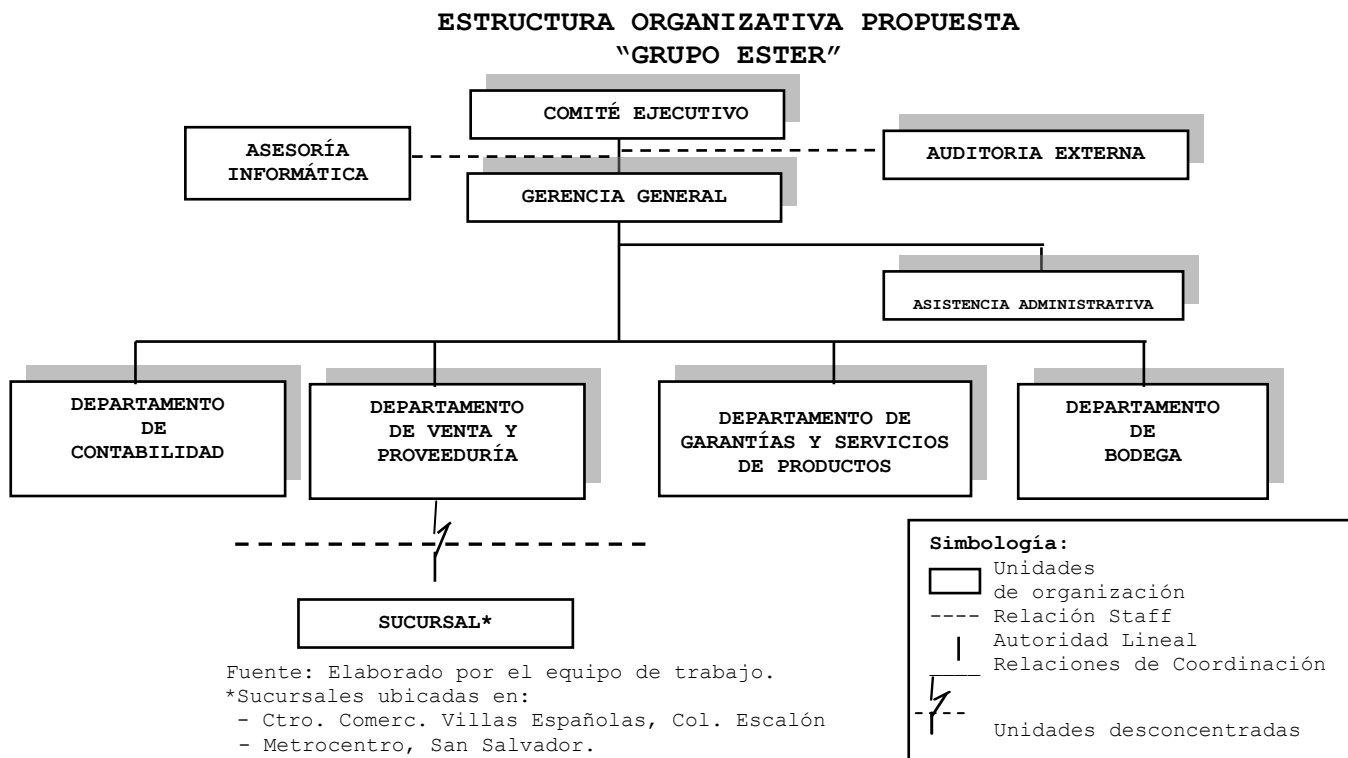 ESTRUCTURA ORGANIZATIVA PROPUESTA
“GRUPO ESTER”
COMITÉ EJECUTIVO
ASESORÍA
INFORMÁTICA
AUDITORIA EXTERNA
GERENCIA GENERAL
ASISTENCIA ADMINISTRATIVA
DEPARTAMENTO
DE
CONTABILIDAD
DEPARTAMENTO
DE VENTA Y
PROVEEDURÍA
DEPARTAMENTO DE
GARANTÍAS Y SERVICIOS
DE PRODUCTOS
DEPARTAMENTO
DE
BODEGA
SUCURSAL*
Fuente: Elaborado por el equipo de trabajo.
*Sucursales ubicadas en:
- Ctro. Comerc. Villas Españolas, Col. Escalón
- Metrocentro, San Salvador.
Simbología:
Unidades
de organización
---- Relación Staff
Autoridad Lineal
____ Relaciones de Coordinación
Unidades desconcentradas